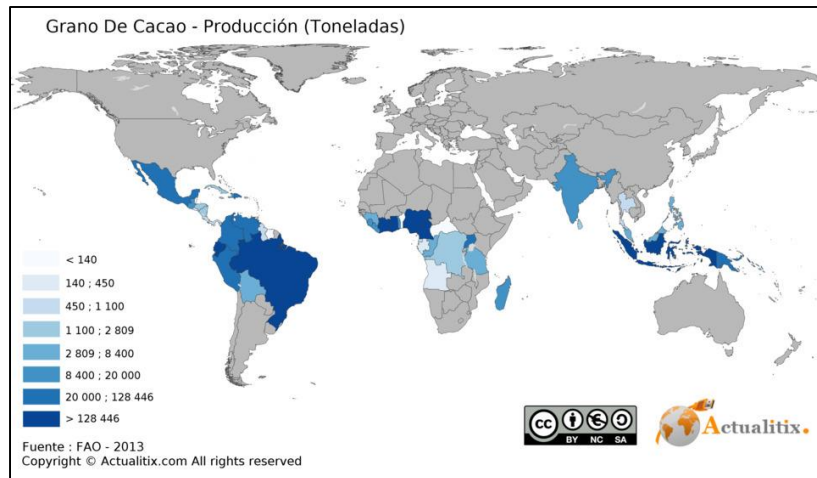 Grano De Cacao - Producción (Toneladas)
< 140
140 ; 450
450 ; 1 100
1 100 ; 2 809
2 809 ; 8 400
8 400 ; 20 000
20 000 ; 128 446
> 128 446
Fuente : FAO - 2013
Copyright © Actualitix.com All rights reserved
cc
BY NC SA
Actualitix.